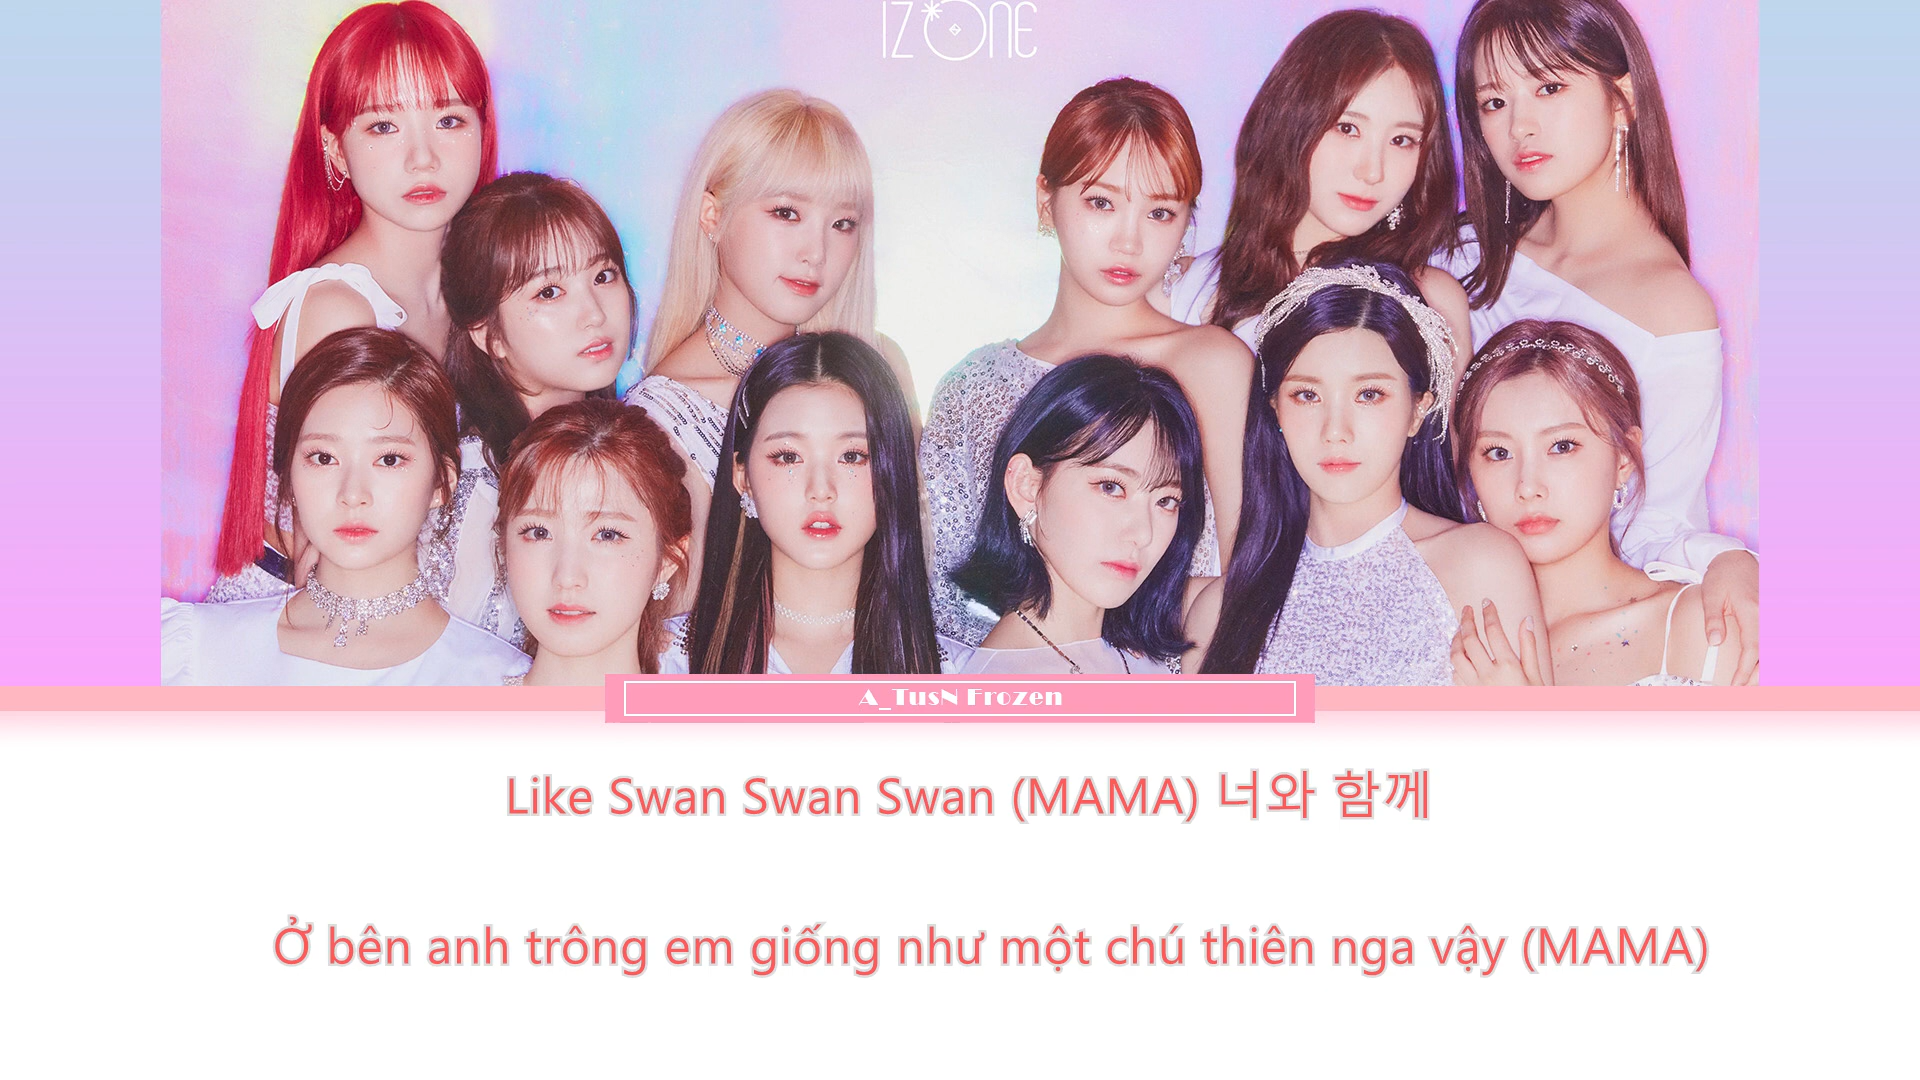 IZ*ONE
A_TusN Frozen
Like Swan Swan Swan (MAMA) 너와 함께
Ở bên anh trông em giống như một chú thiên nga vậy (MAMA)